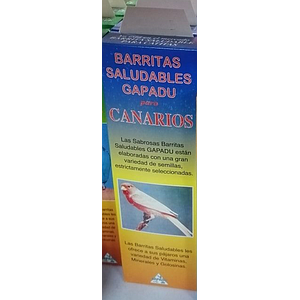 BARRITAS
SALUDABLES
GAPADU
para
CANARIOS
Las Sabrosas Barritas
Saludables GAPADU están
elaboradas con una gran
variedad de semillas,
estrictamente seleccionadas.
Las Barritas Saludables les
ofrece a sus pájaros una
variedad de Vitaminas,
Minerales y Golosinas